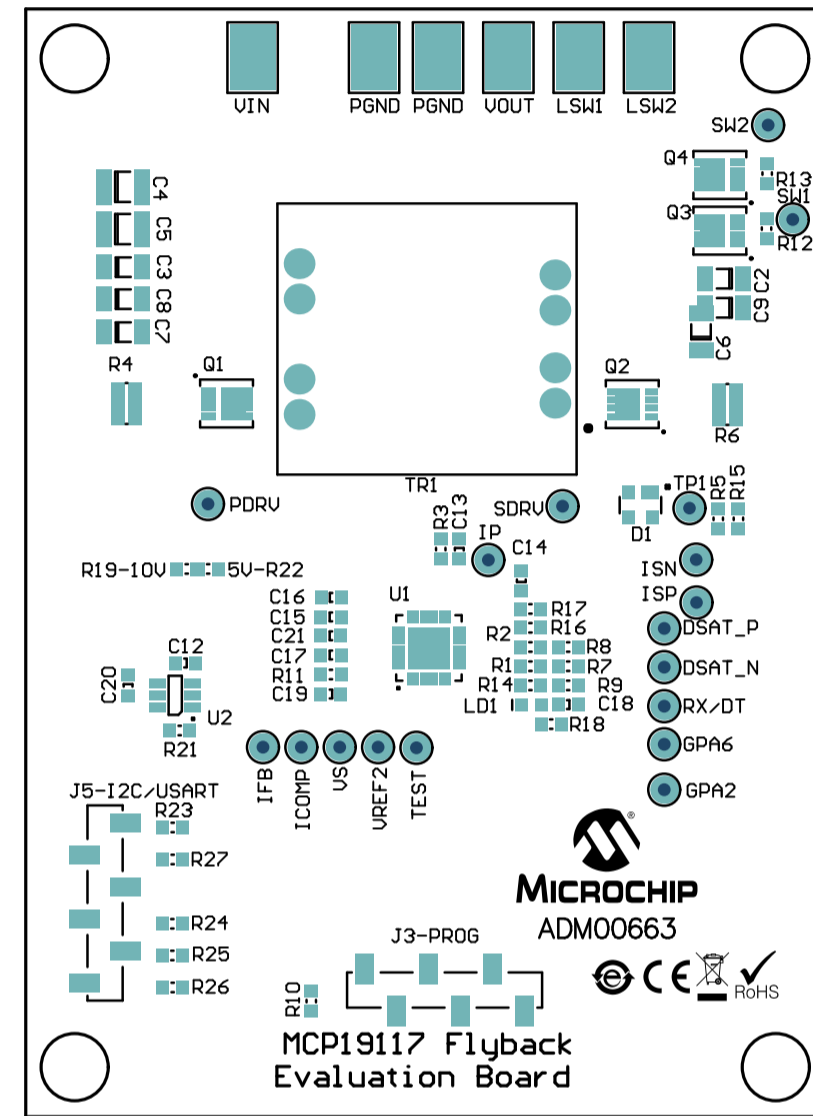 VIN
PGND
PGND
VOUT
LSW1
LSW2
SW2
Q4
R13
SW1
Q3
R12
C4
C5
C3
C8
C7
C2
C9
C6
R4
Q1
Q2
R6
TR1
PDRV
SDRV
R3
C13
IP
D1
TP1
R5
R15
R19-10V
5V-R22
C14
ISN
ISP
C16
C15
C21
C17
R11
C19
U1
R17
R16
R2
R8
R1
R7
R14
R9
LD1
C18
R18
DSAT_P
DSAT_N
RX/DT
GPA6
GPA2
C12
C20
U2
R21
IFB
ICOMP
VS
VREF2
TEST
J5-I2C/USART
R23
R27
R24
R25
R26
®
MICROCHIP
ADM00663
J3-PROG
R10
e
CE
RoHS
MCP19117 Flyback
Evaluation Board